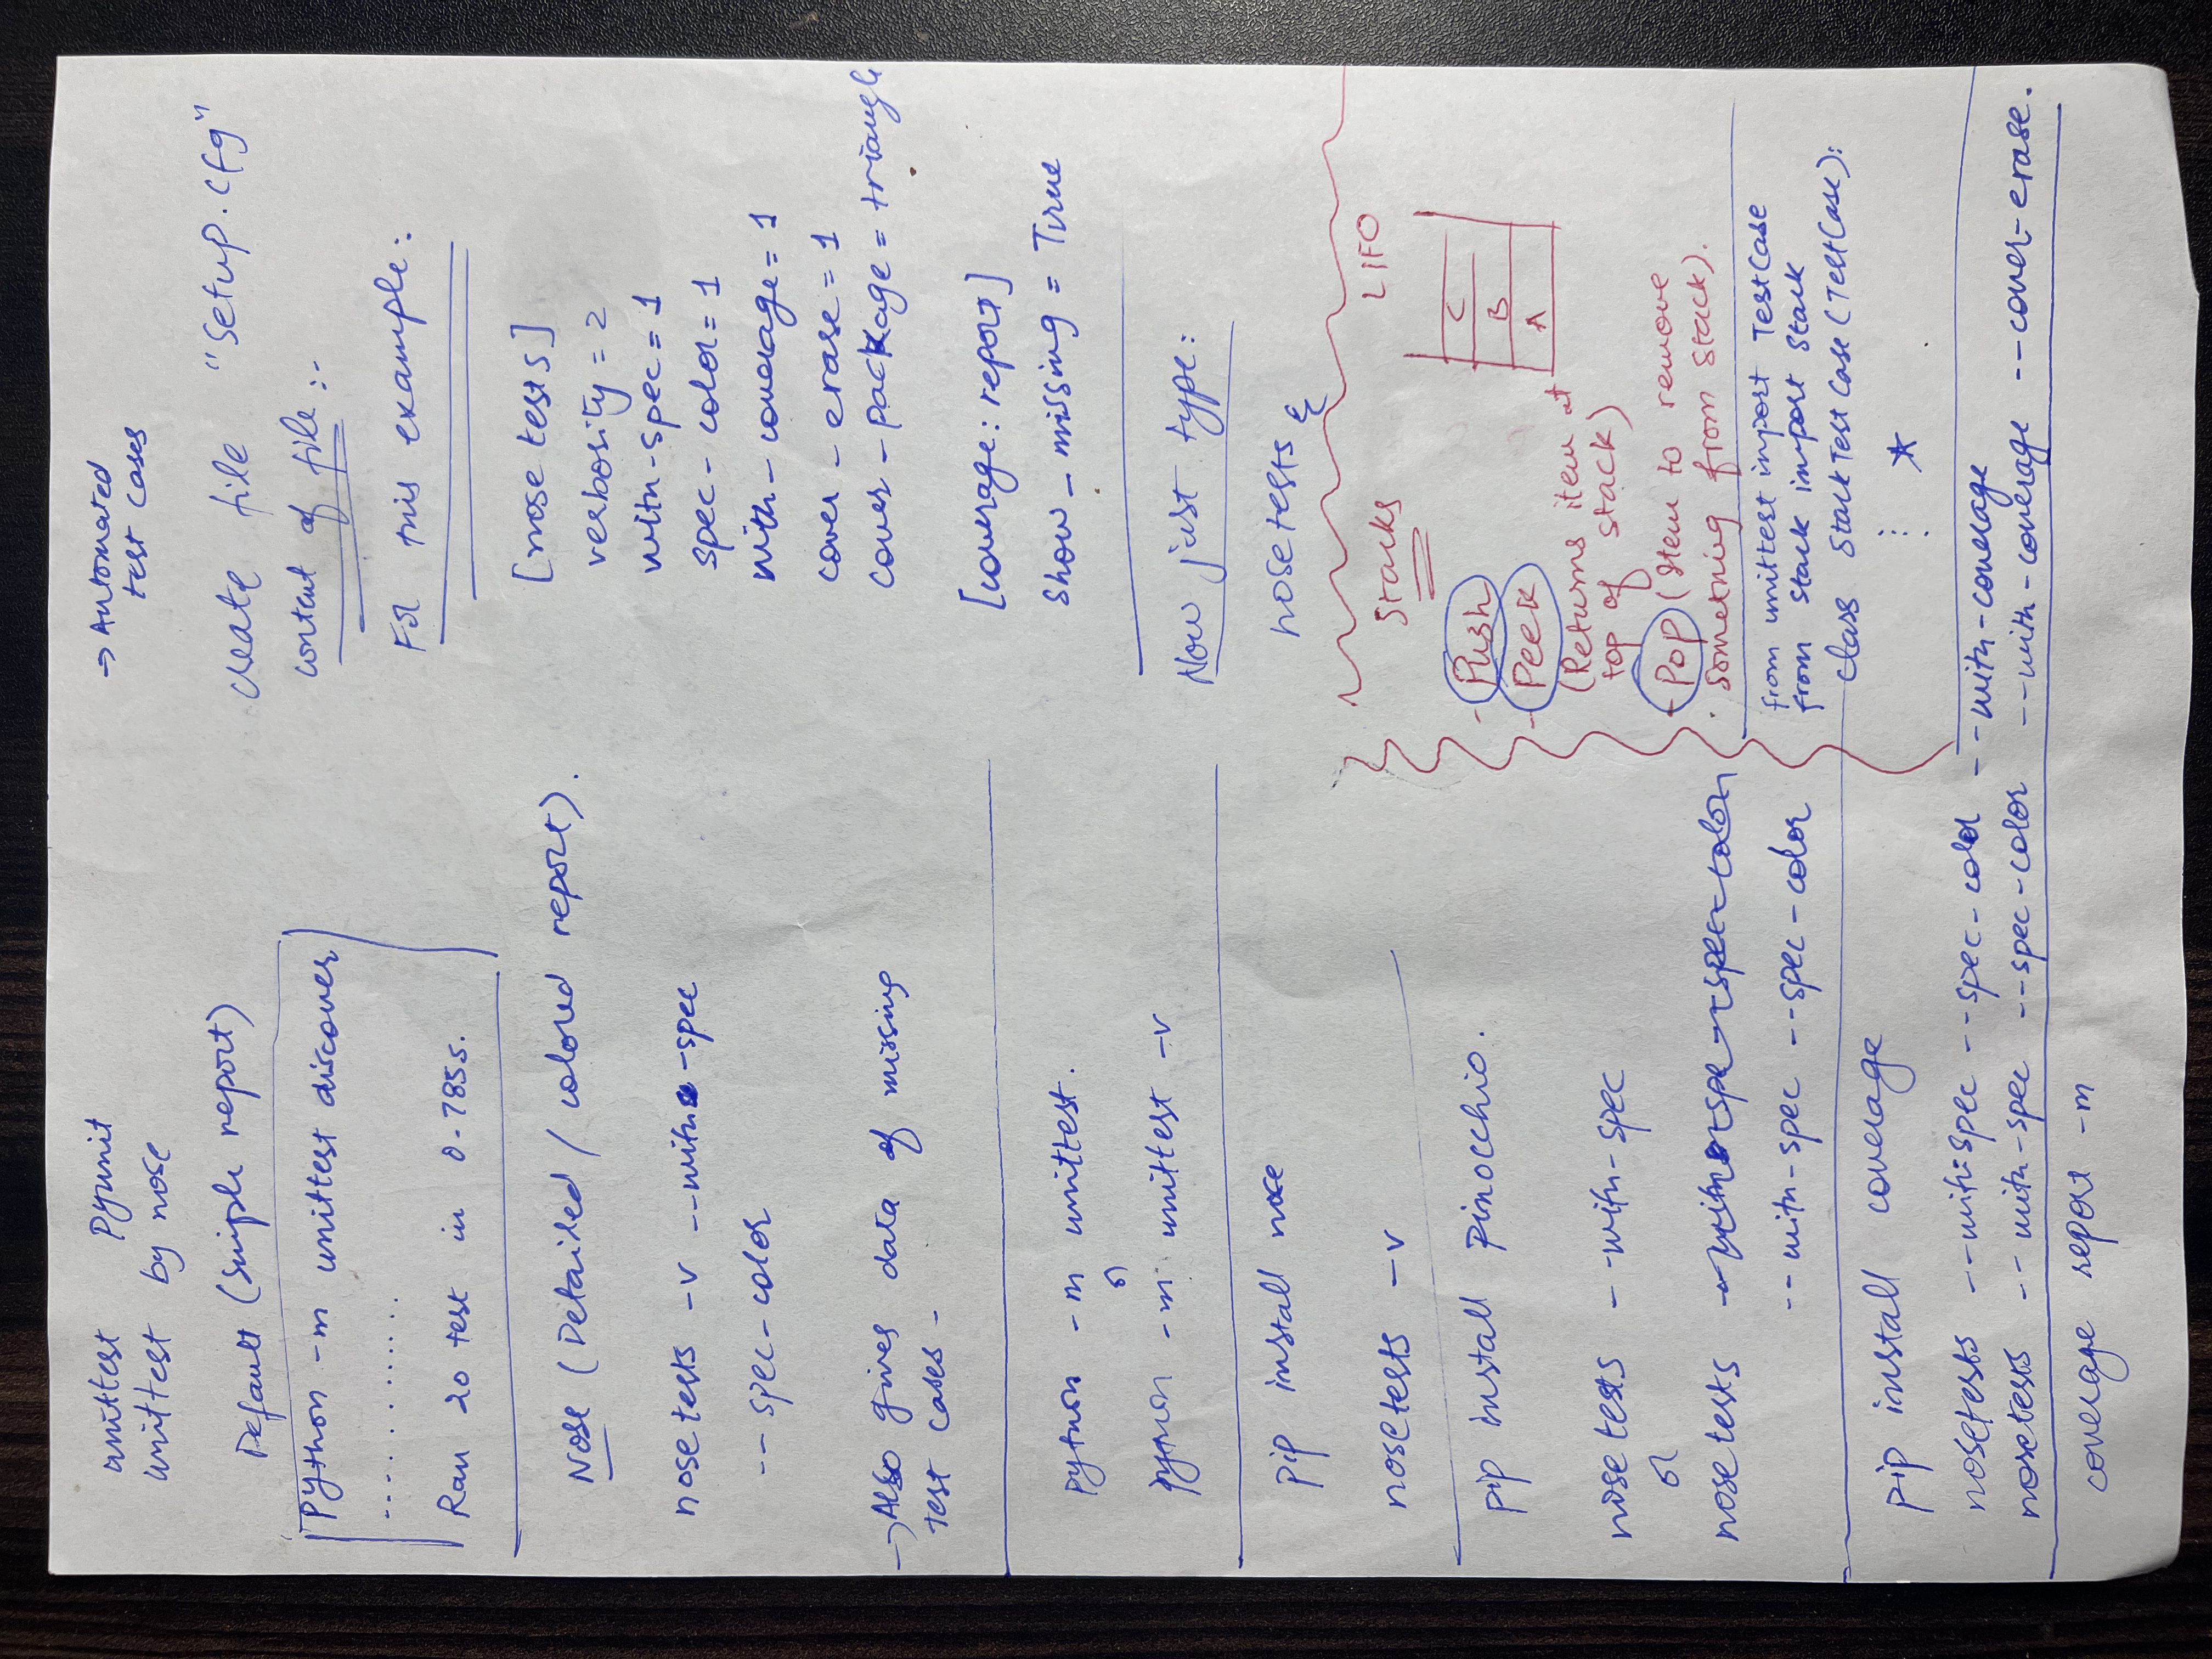 unittest Pyunit
unittest by nose
Default (simple report)
Python -m unittest discover
Ran 20 test in 0.785s.
Nose (Detailed / colored report).
nosetests -v --with-spec
--spec-color
→ Also gives data of missing
test cases -
Python -m unittest.
or
Python -m unittest -v
pip install nose
nosetests -v
pip install Pinocchio.
nosetests --with-spec
or
nosetests --with-spec --spec-color
--with-spec --spec-color
pip install coverage
nosetests --with-spec --spec-color --with-coverage
nosetests --with-spec --spec-color --with-coverage --cover-erase.
coverage report -m
→ Automated
test cases
create file "setup.cfg"
content of file :-
For this example:
[nosetests]
verbosity=2
with-spec=1
spec-color=1
with-coverage=1
cover-erase=1
cover-package=triangle
[coverage:report]
show_missing = True
Now just type:
nosetests
Stacks LIFO
- Push
- Peek
(Returns item at
top of stack)
- Pop (Item to remove
something from stack).
C
B
A
from unittest import TestCase
from stack import Stack
class StackTestCase(TestCase):